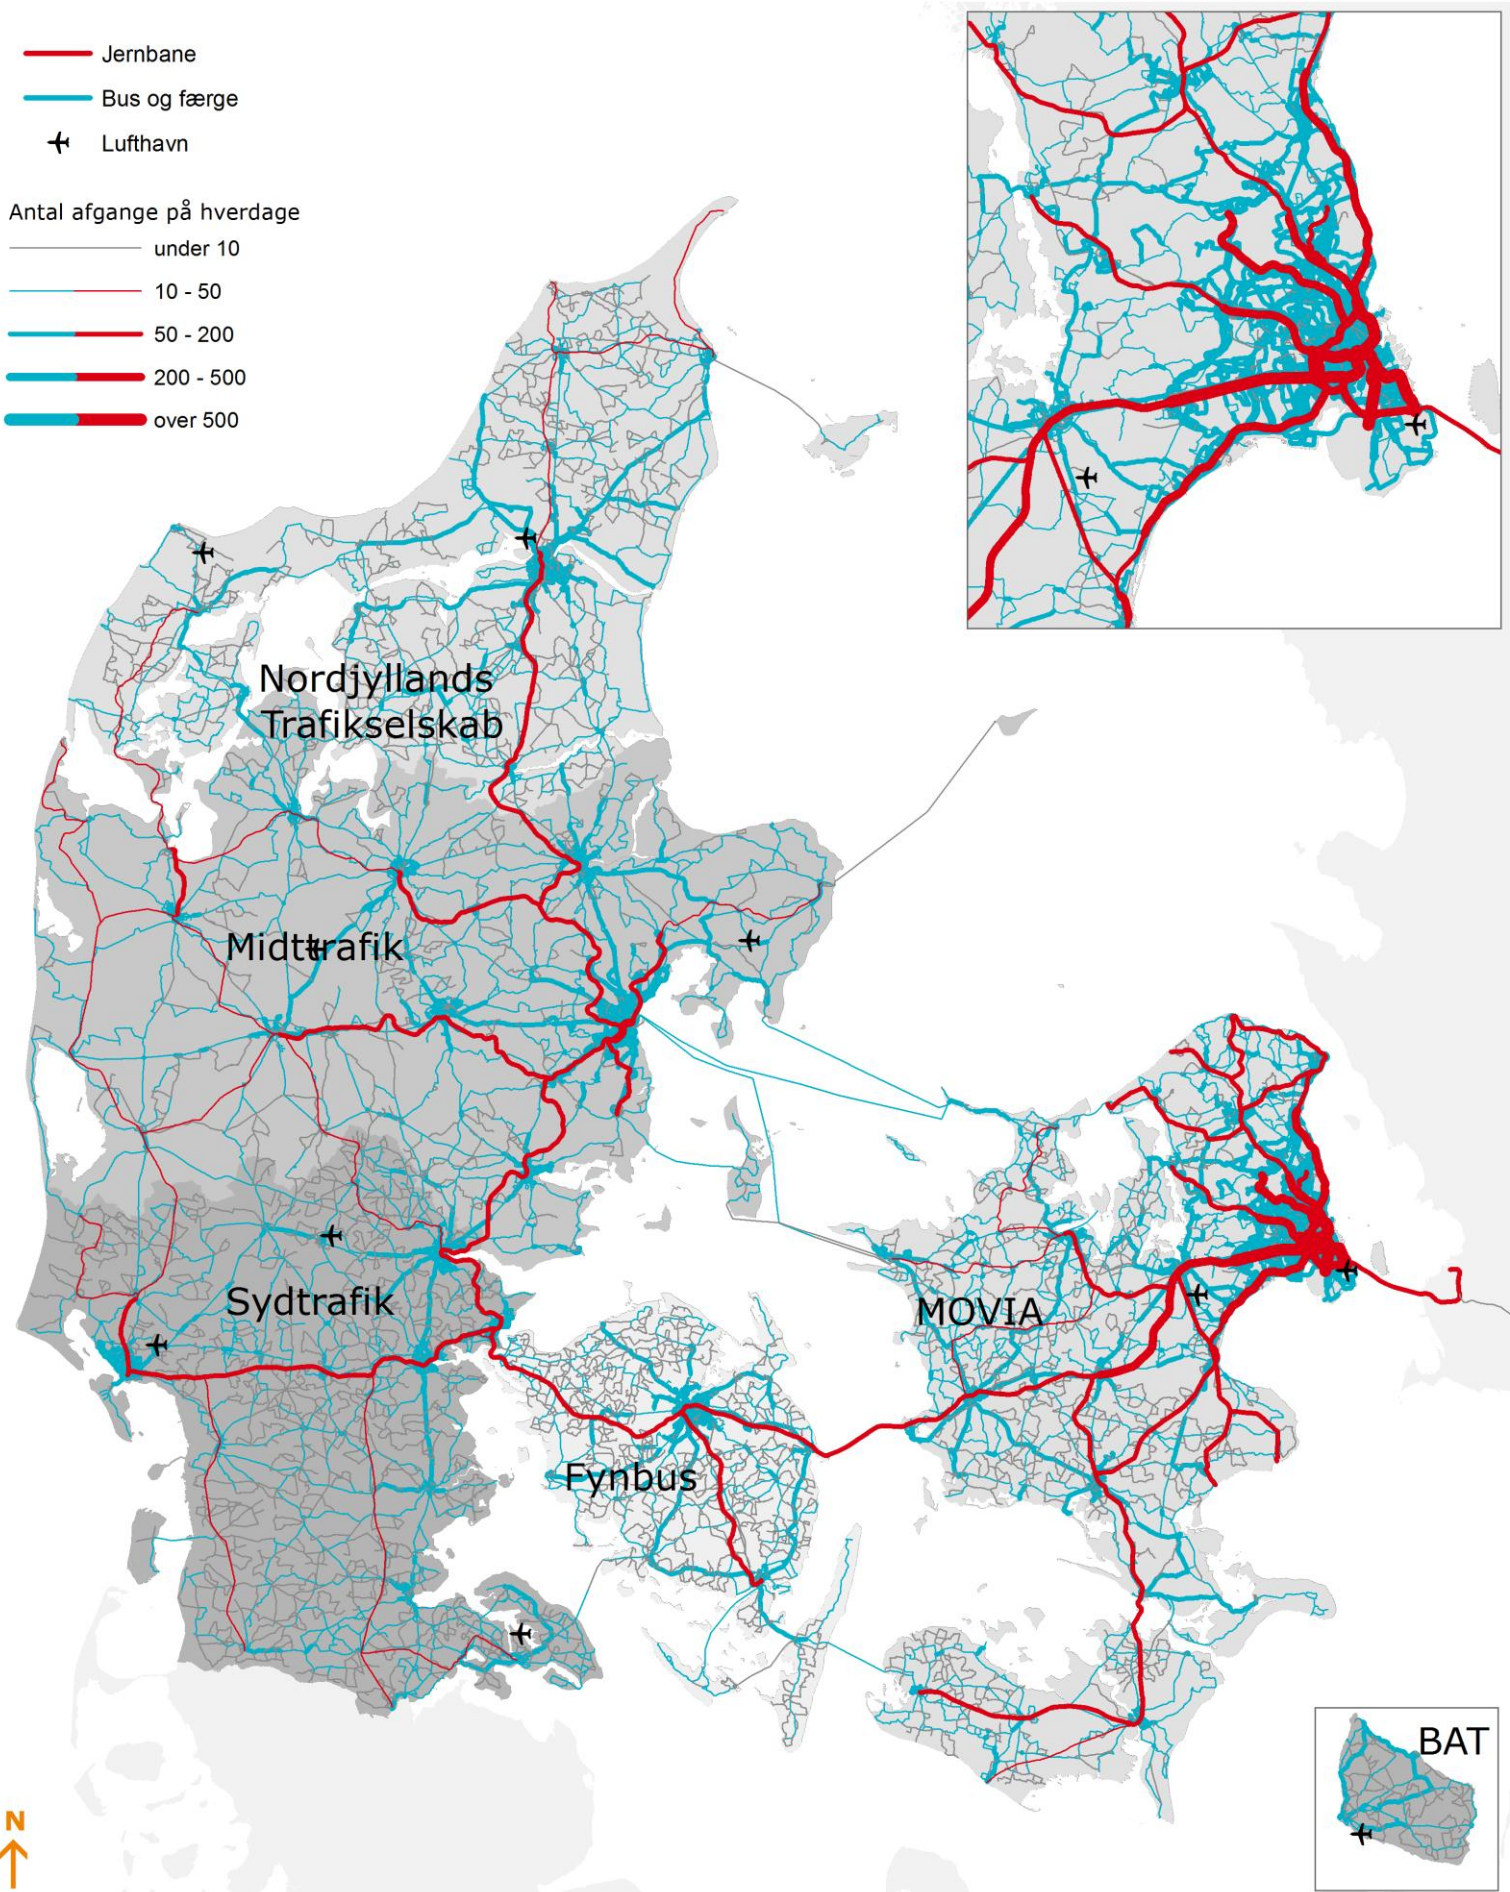 Jernbane
Bus og færge
Lufthavn
Antal afgange på hverdage
under 10
10 - 50
50 - 200
200 - 500
over 500
Nordjyllands
Trafikselskab
Midttrafik
Sydtrafik
MOVIA
Fynbus
BAT
N